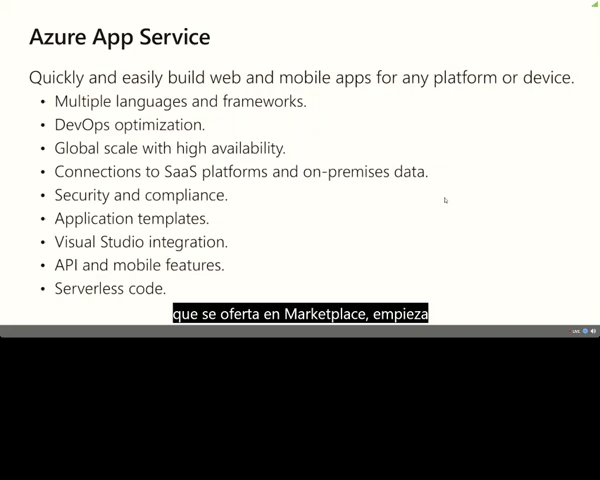 Azure App Service
Quickly and easily build web and mobile apps for any platform or device.
• Multiple languages and frameworks.
• DevOps optimization.
• Global scale with high availability.
• Connections to SaaS platforms and on-premises data.
• Security and compliance.
• Application templates.
• Visual Studio integration.
• API and mobile features.
• Serverless code.
que se oferta en Marketplace, empieza